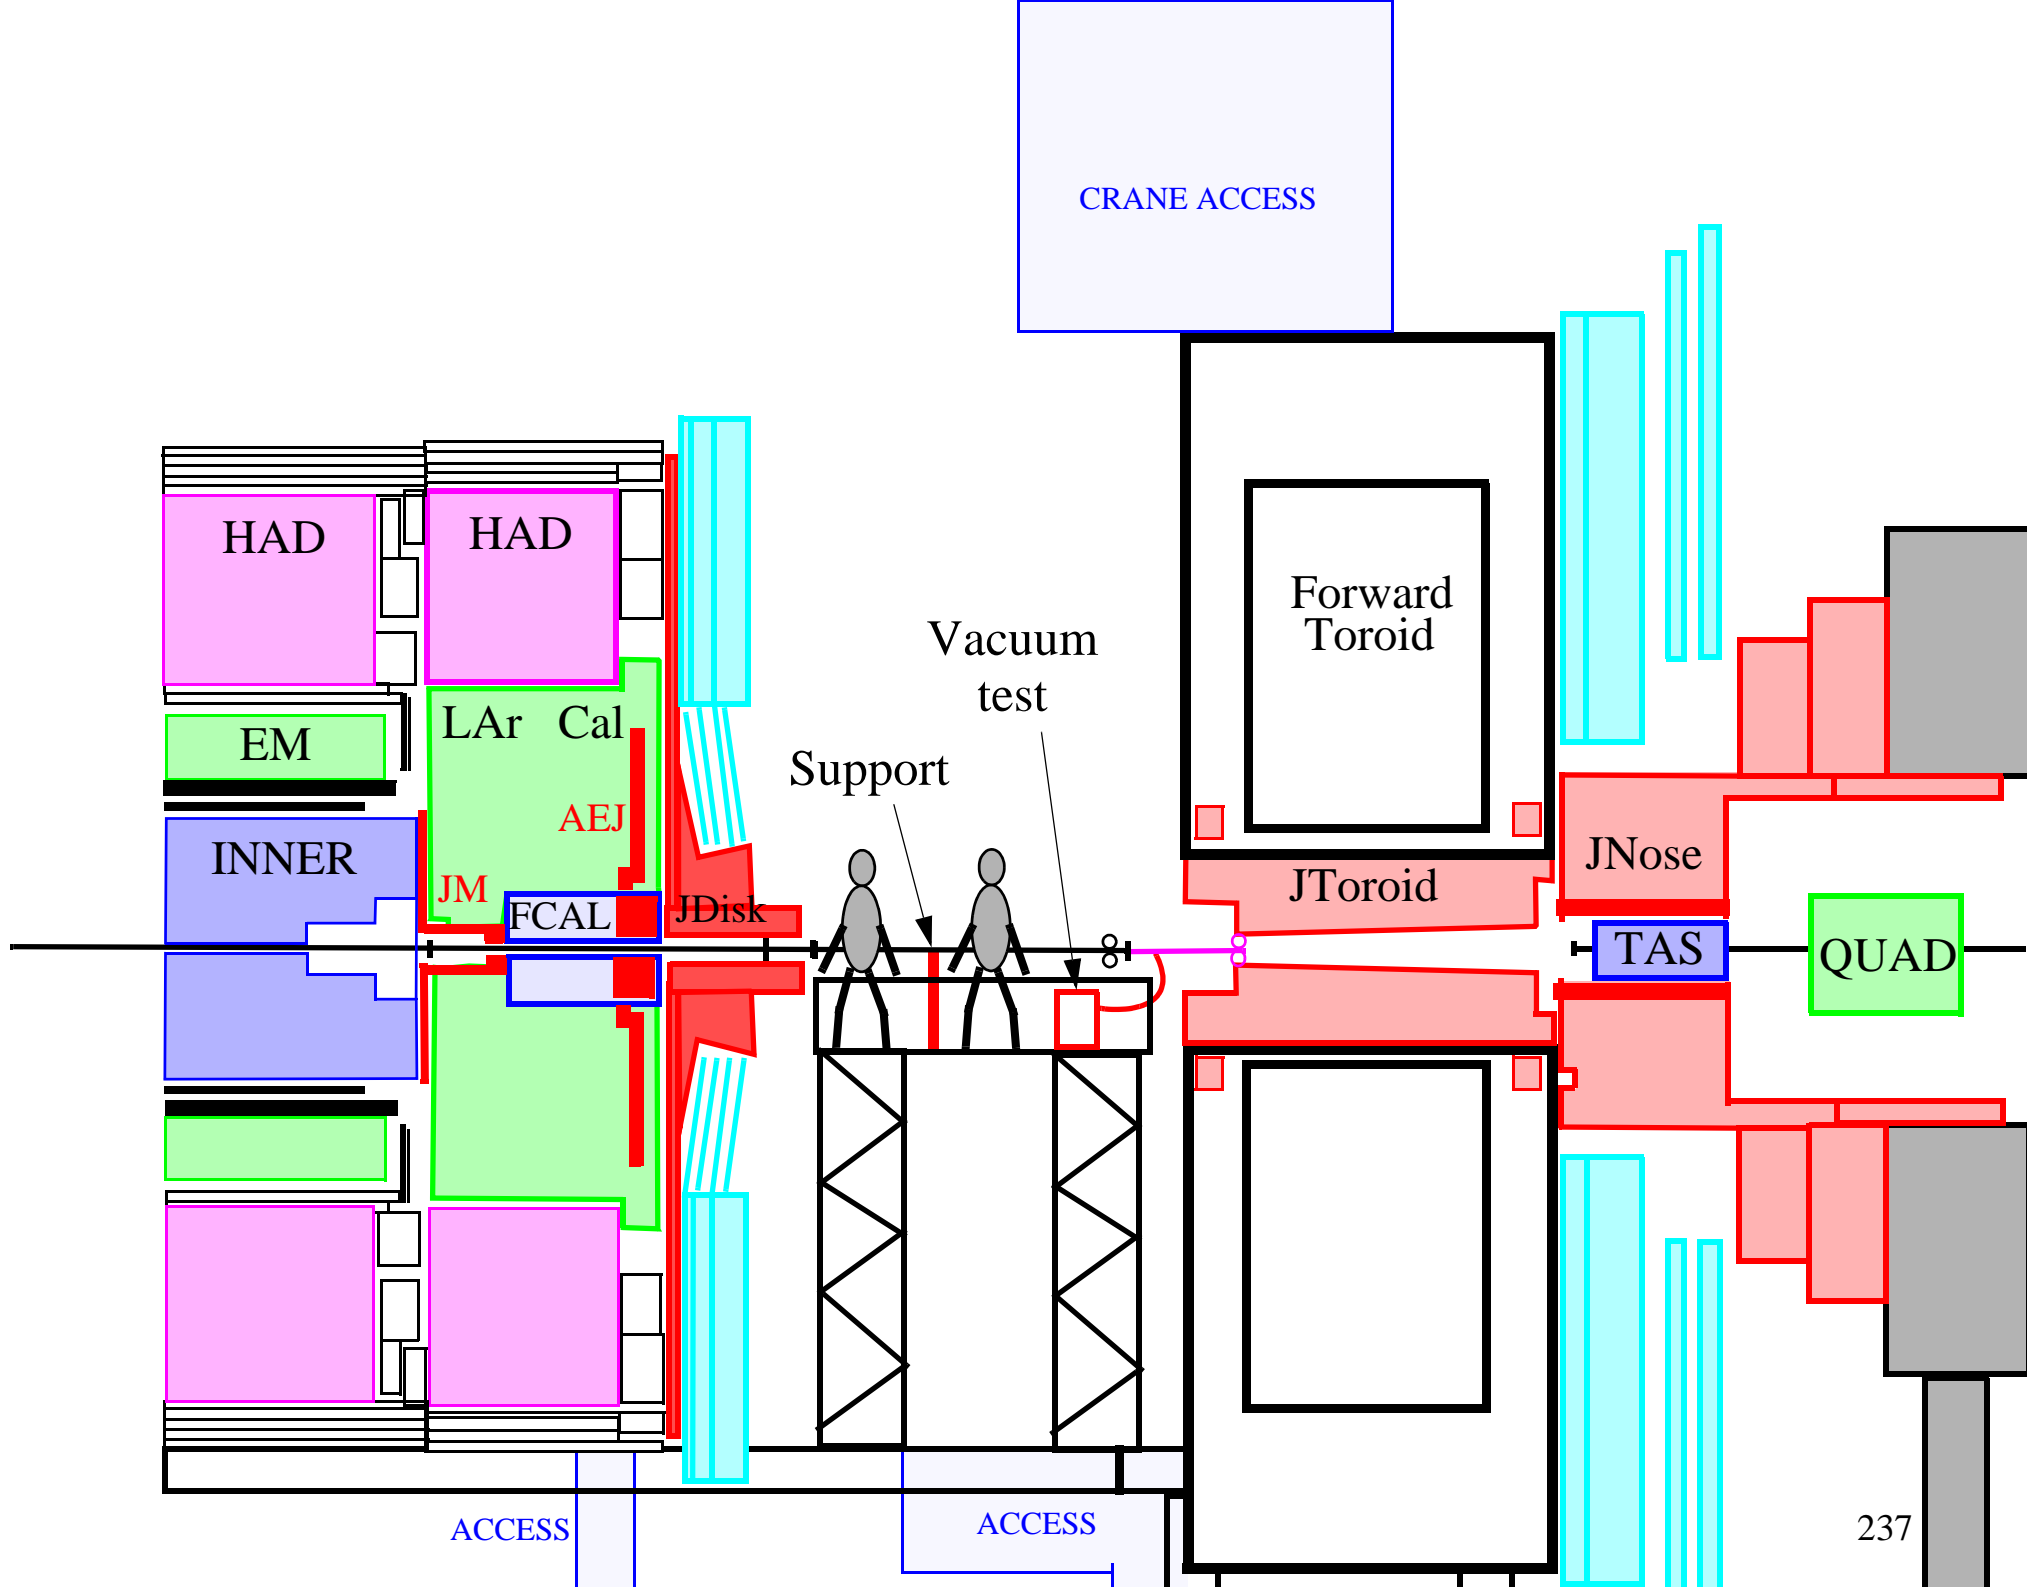 CRANE ACCESS
HAD
HAD
Forward
Toroid
Vacuum
test
LAr Cal
EM
Support
AEJ
INNER
JM
FCAL
JDisk
JToroid
JNose
TAS
QUAD
ACCESS
ACCESS
237